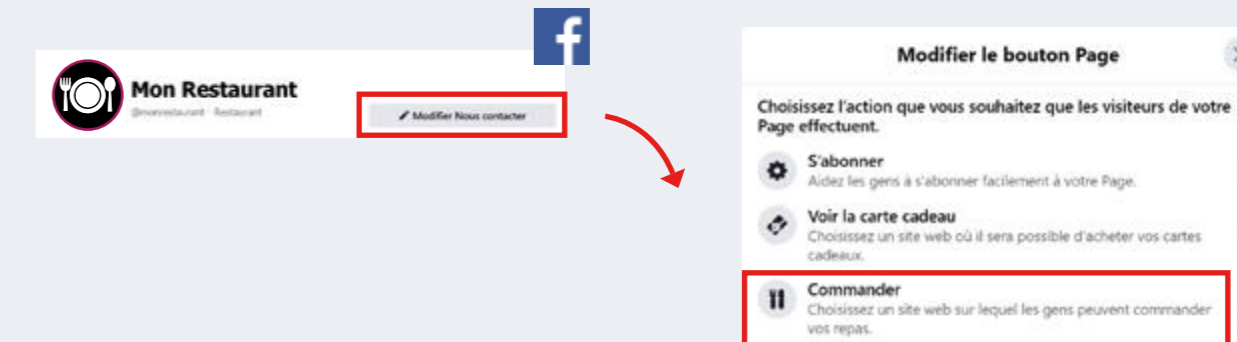 f
Mon Restaurant
@monrestaurant · Restaurant
Modifier Nous contacter
Modifier le bouton Page
Choisissez l'action que vous souhaitez que les visiteurs de votre
Page effectuent.
S'abonner
Aidez les gens à s'abonner facilement à votre Page.
Voir la carte cadeau
Choisissez un site web où il sera possible d'acheter vos cartes
cadeaux.
Commander
Choisissez un site web sur lequel les gens peuvent commander
vos repas.